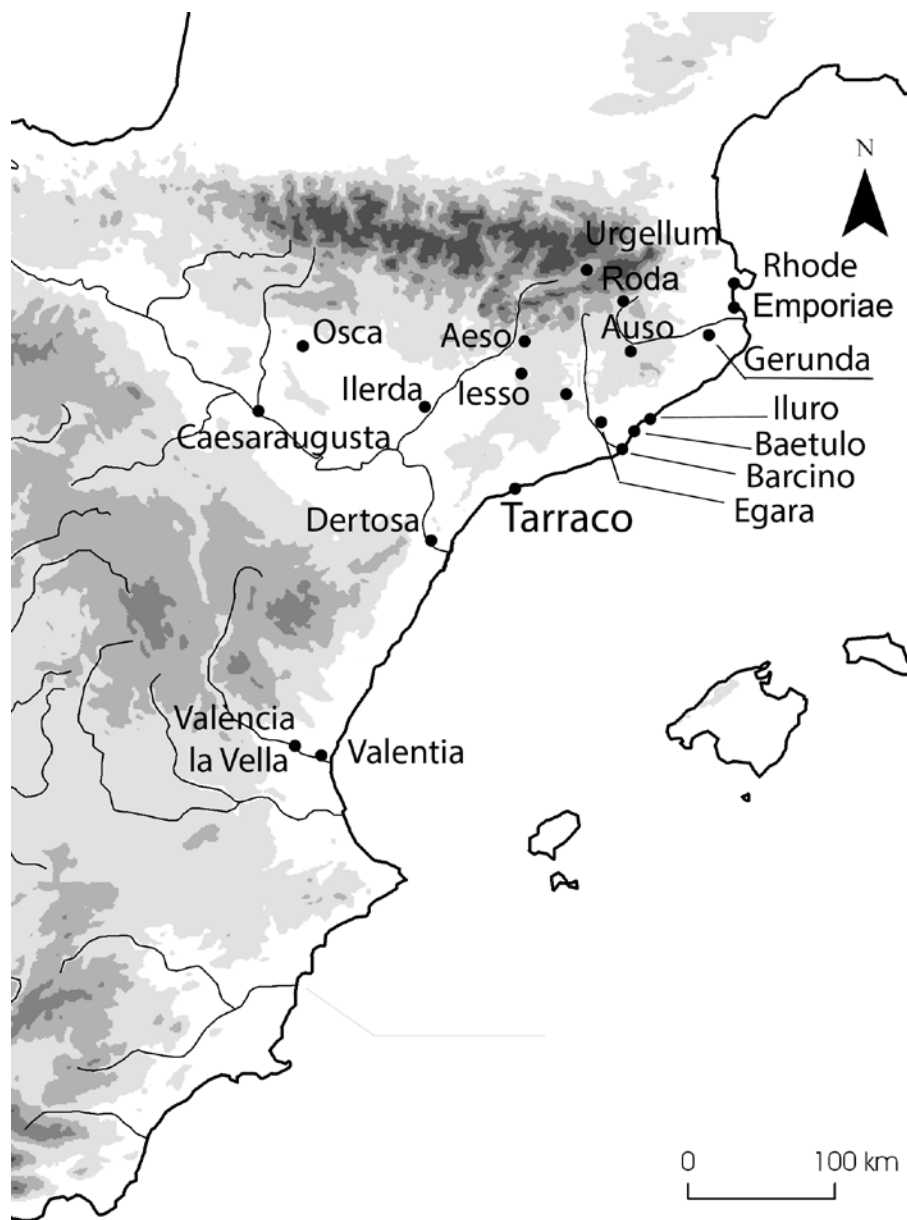 N
Urgellum
Rhode
Roda
Emporiae
Osca
Aeso
Auso
Gerunda
Ilerda
Iesso
Iluro
Caesaraugusta
Baetulo
Barcino
Egara
Dertosa
Tarraco
Valencia
la Vella
Valentia
0 100 km